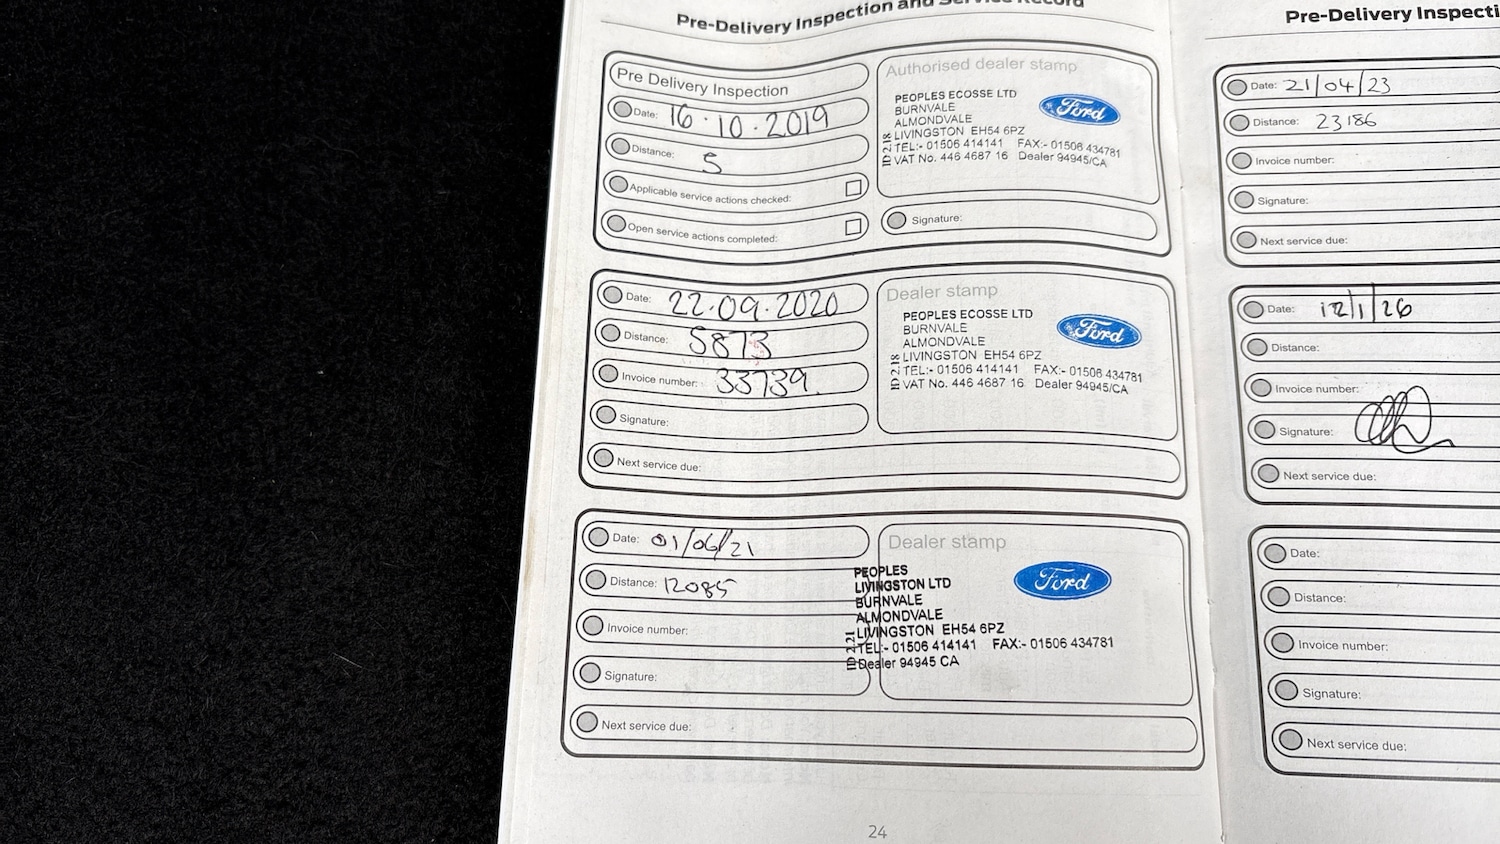 Pre-Delivery Inspection and Service Record
Pre Delivery Inspection
Date: 16.10.2019
Distance: 5
Applicable service actions checked:
Open service actions completed:
Authorised dealer stamp
PEOPLES ECOSSE LTD
BURNVALE
ALMONDVALE
LIVINGSTON EH54 6PZ
TEL:- 01506 414141 FAX:- 01506 434781
VAT No. 446 4687 16 Dealer 94945/CA
ID 2.18
Ford
Signature:
Date: 22.09.2020
Distance: 5873
Invoice number: 33739.
Signature:
Next service due:
Dealer stamp
PEOPLES ECOSSE LTD
BURNVALE
ALMONDVALE
LIVINGSTON EH54 6PZ
TEL:- 01506 414141 FAX:- 01506 434781
VAT No. 446 4687 16 Dealer 94945/CA
ID 2.18
Ford
Date: 01/06/21
Distance: 12085
Invoice number:
Signature:
Next service due:
Dealer stamp
PEOPLES
LIVINGSTON LTD
BURNVALE
ALMONDVALE
LIVINGSTON EH54 6PZ
TEL:- 01506 414141 FAX:- 01506 434781
Dealer 94945 CA
ID 2.21
Ford
24
Pre-Delivery Inspecti
Date: 21/04/23
Distance: 23186
Invoice number:
Signature:
Next service due:
Date: 12/1/26
Distance:
Invoice number:
Signature:
Next service due:
Date:
Distance:
Invoice number:
Signature:
Next service due: